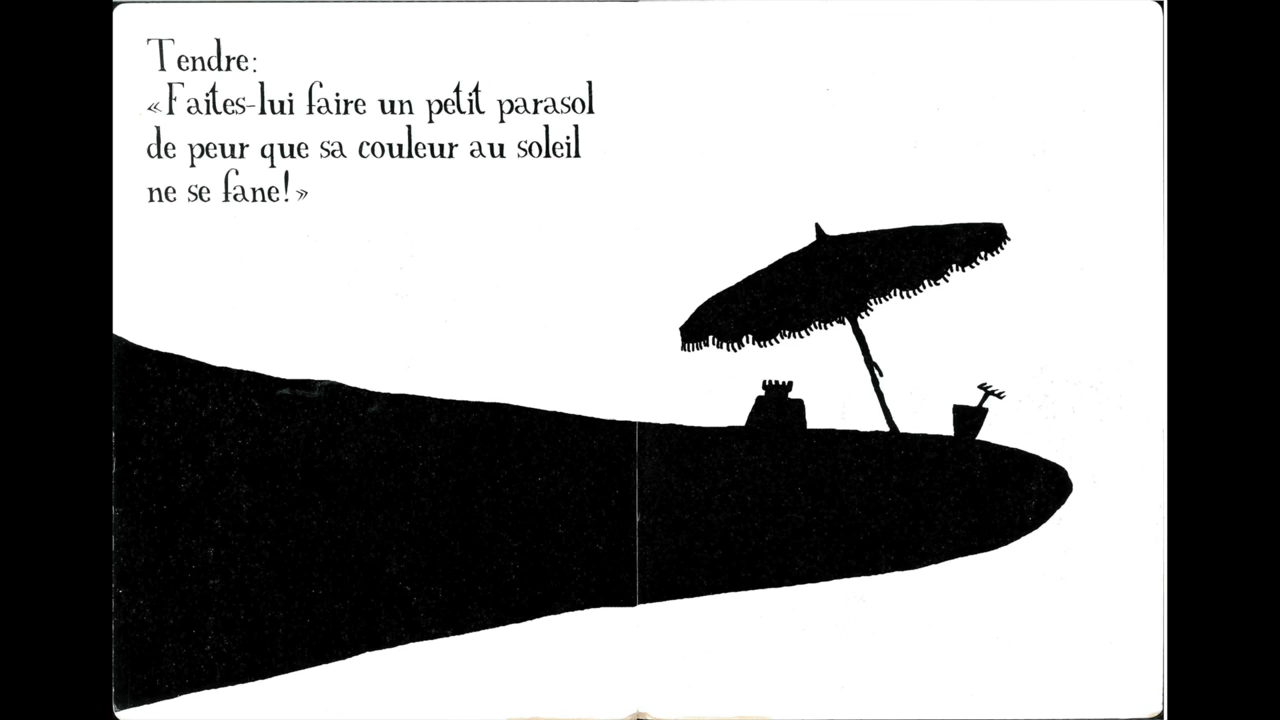 Tendre:
«Faites-lui faire un petit parasol
de peur que sa couleur au soleil
ne se fane!»